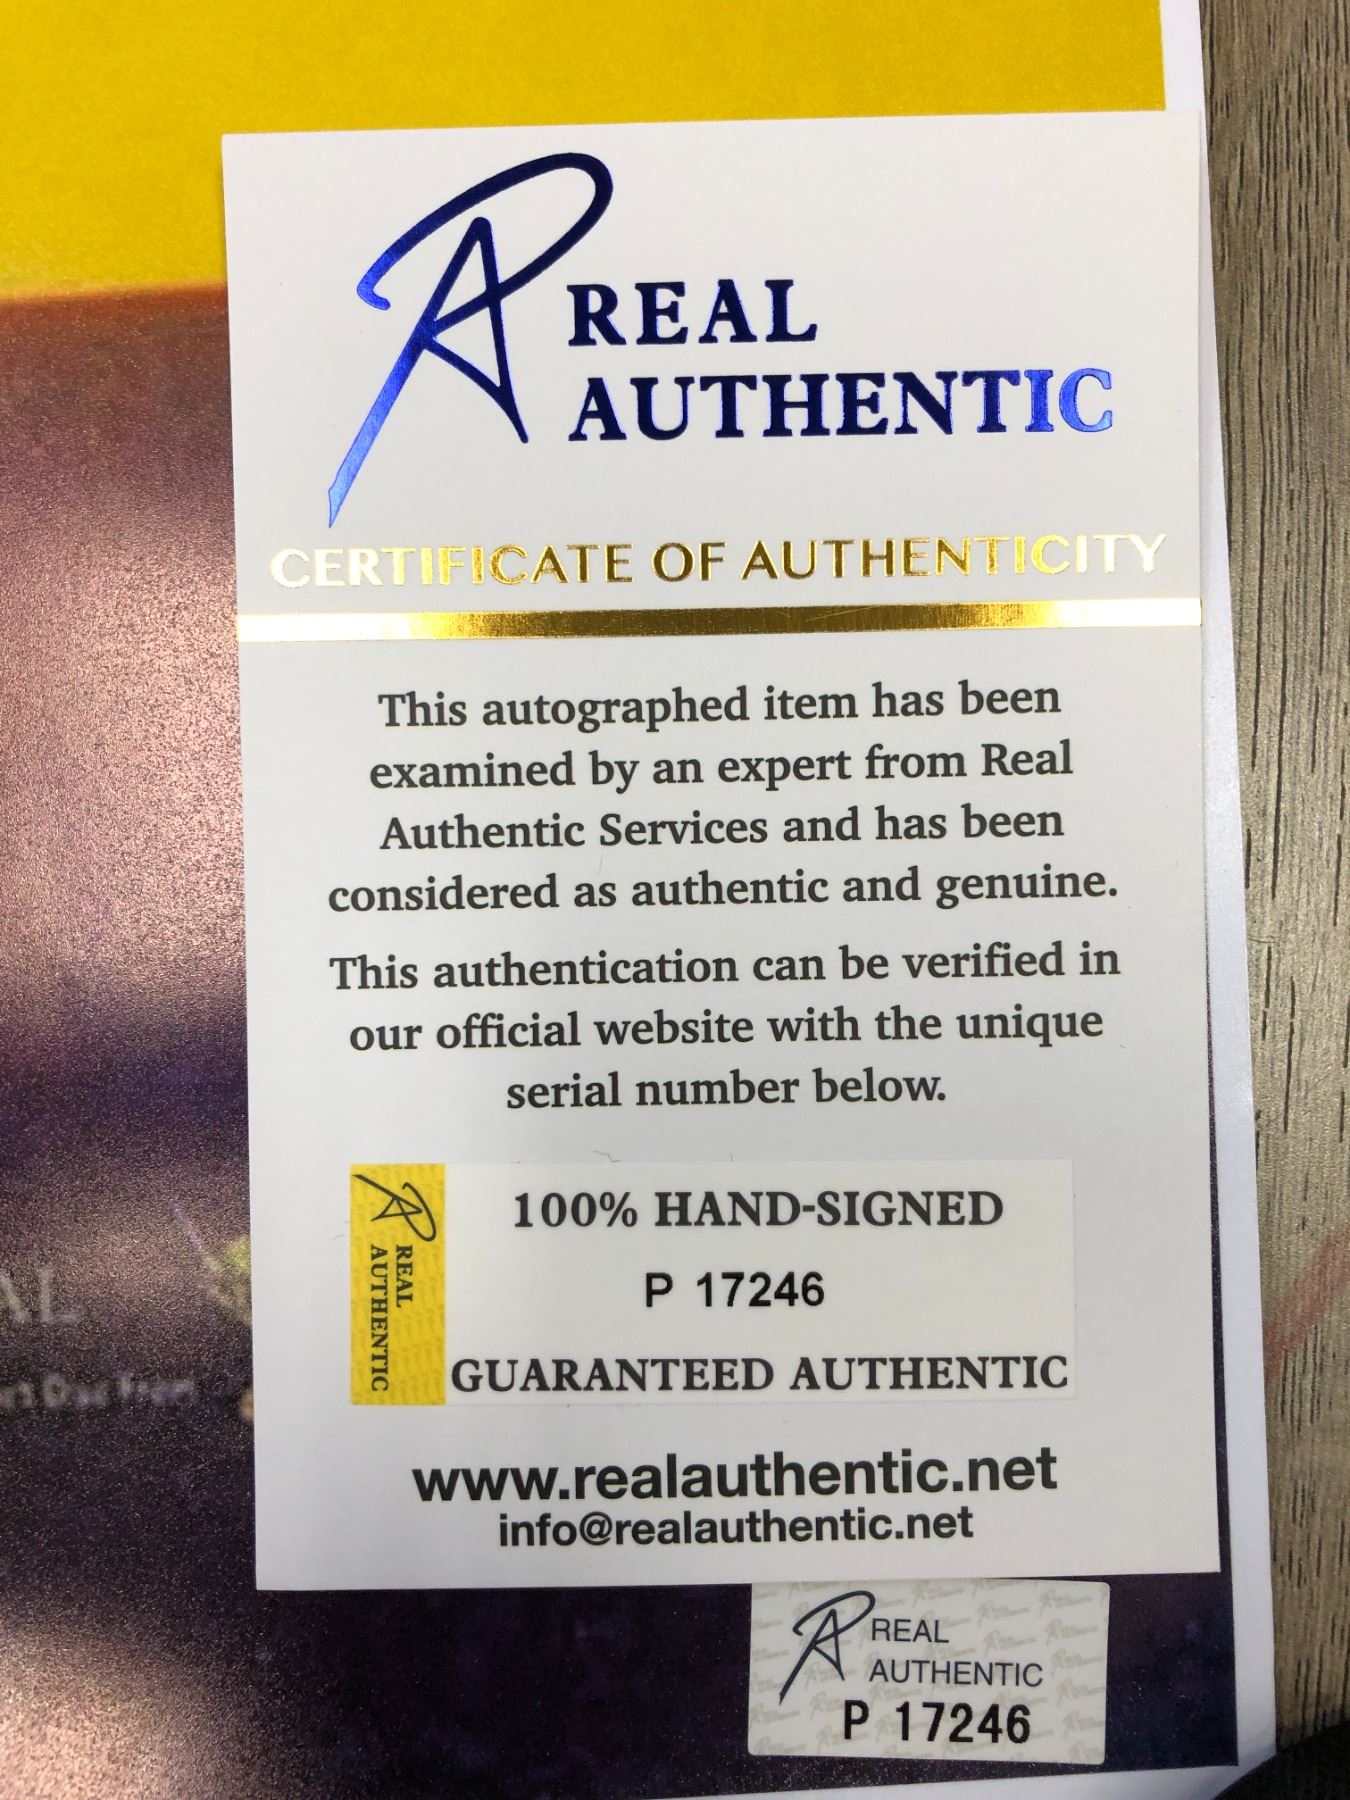 REAL
AUTHENTIC
CERTIFICATE OF AUTHENTICITY
This autographed item has been
examined by an expert from Real
Authentic Services and has been
considered as authentic and genuine.
This authentication can be verified in
our official website with the unique
serial number below.
REAL
AUTHENTIC
100% HAND-SIGNED
P 17246
GUARANTEED AUTHENTIC
www.realauthentic.net
info@realauthentic.net
REAL
AUTHENTIC
P 17246